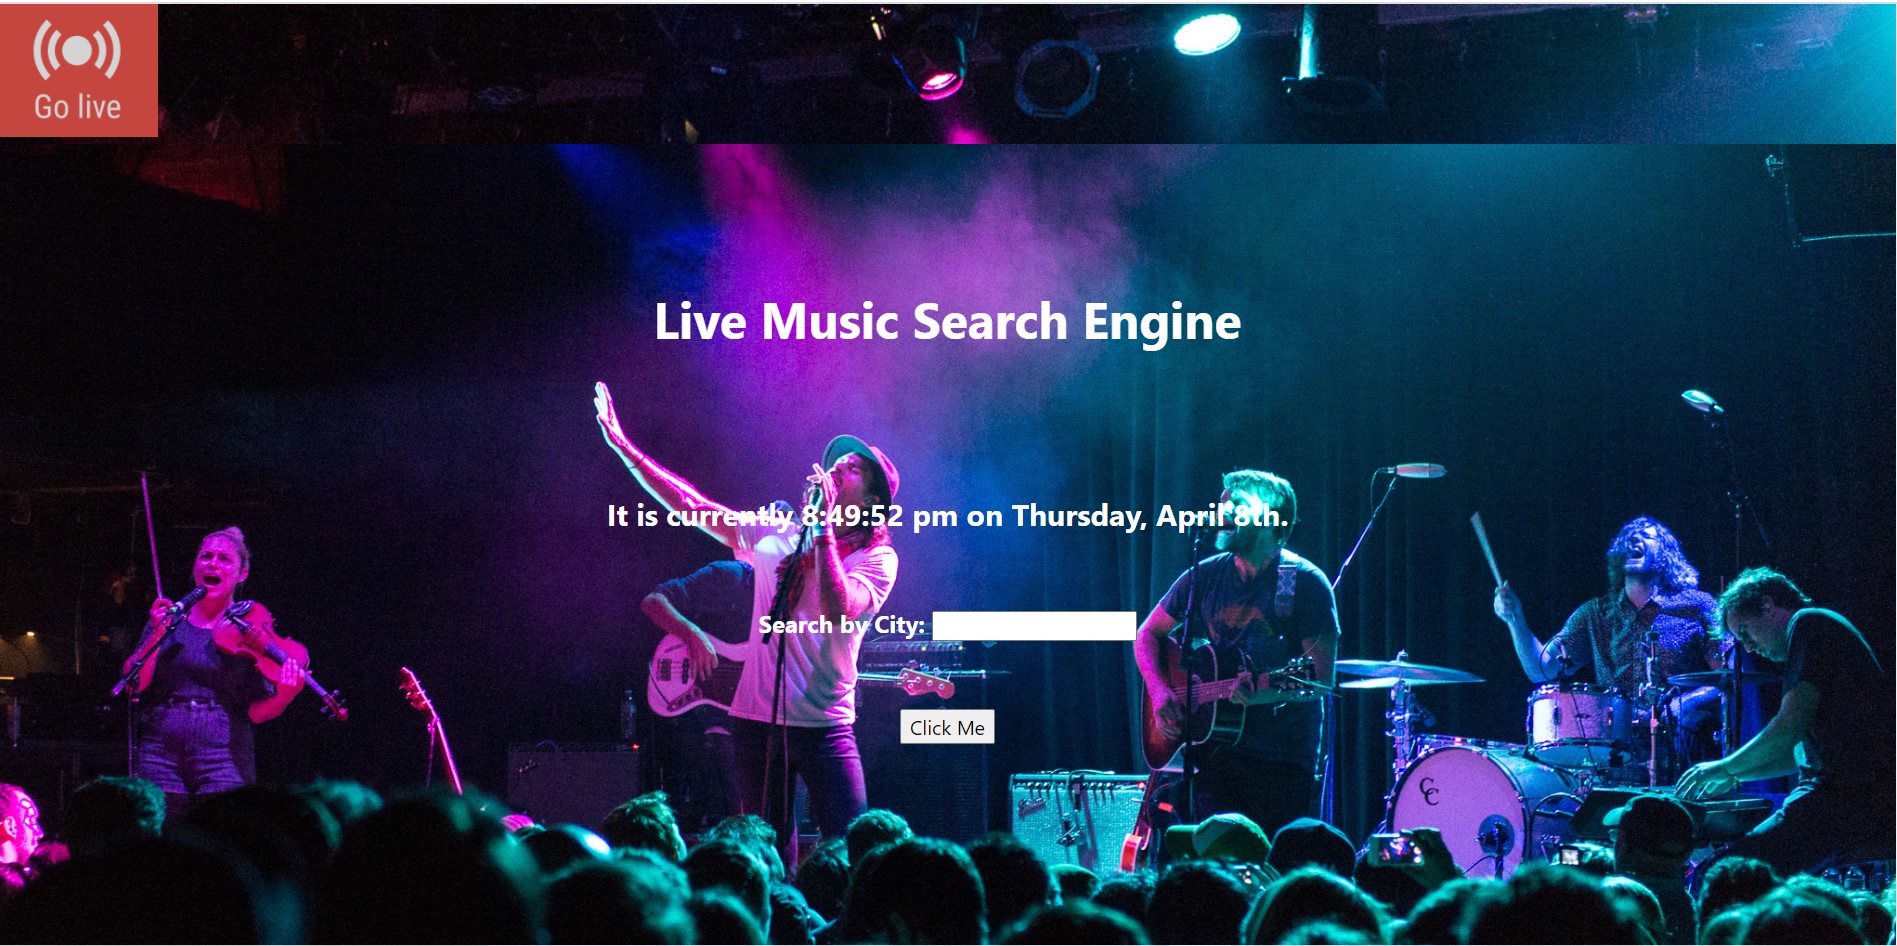 Go live
Live Music Search Engine
It is currently 8:49:52 pm on Thursday, April 8th.
Search by City:
Click Me
CC